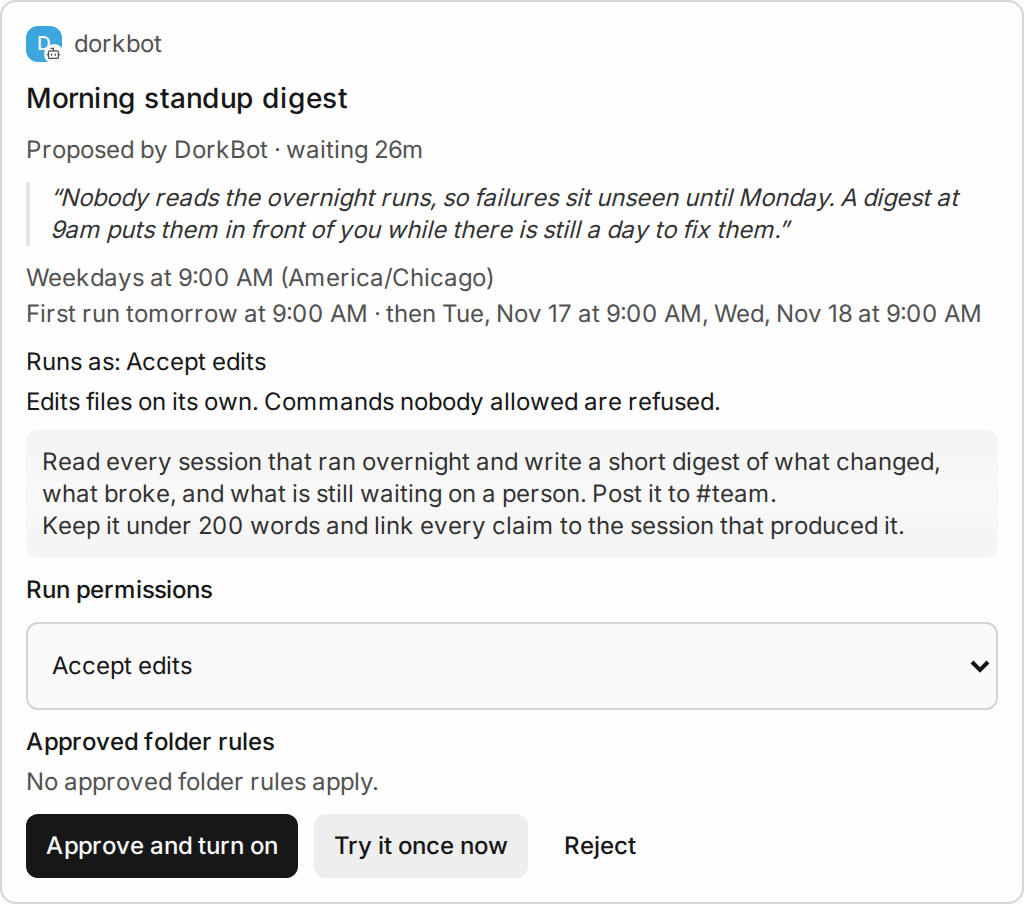 D
dorkbot
Morning standup digest
Proposed by DorkBot · waiting 26m
“Nobody reads the overnight runs, so failures sit unseen until Monday. A digest at
9am puts them in front of you while there is still a day to fix them.”
Weekdays at 9:00 AM (America/Chicago)
First run tomorrow at 9:00 AM · then Tue, Nov 17 at 9:00 AM, Wed, Nov 18 at 9:00 AM
Runs as: Accept edits
Edits files on its own. Commands nobody allowed are refused.
Read every session that ran overnight and write a short digest of what changed,
what broke, and what is still waiting on a person. Post it to #team.
Keep it under 200 words and link every claim to the session that produced it.
Run permissions
Accept edits
Approved folder rules
No approved folder rules apply.
Approve and turn on
Try it once now
Reject